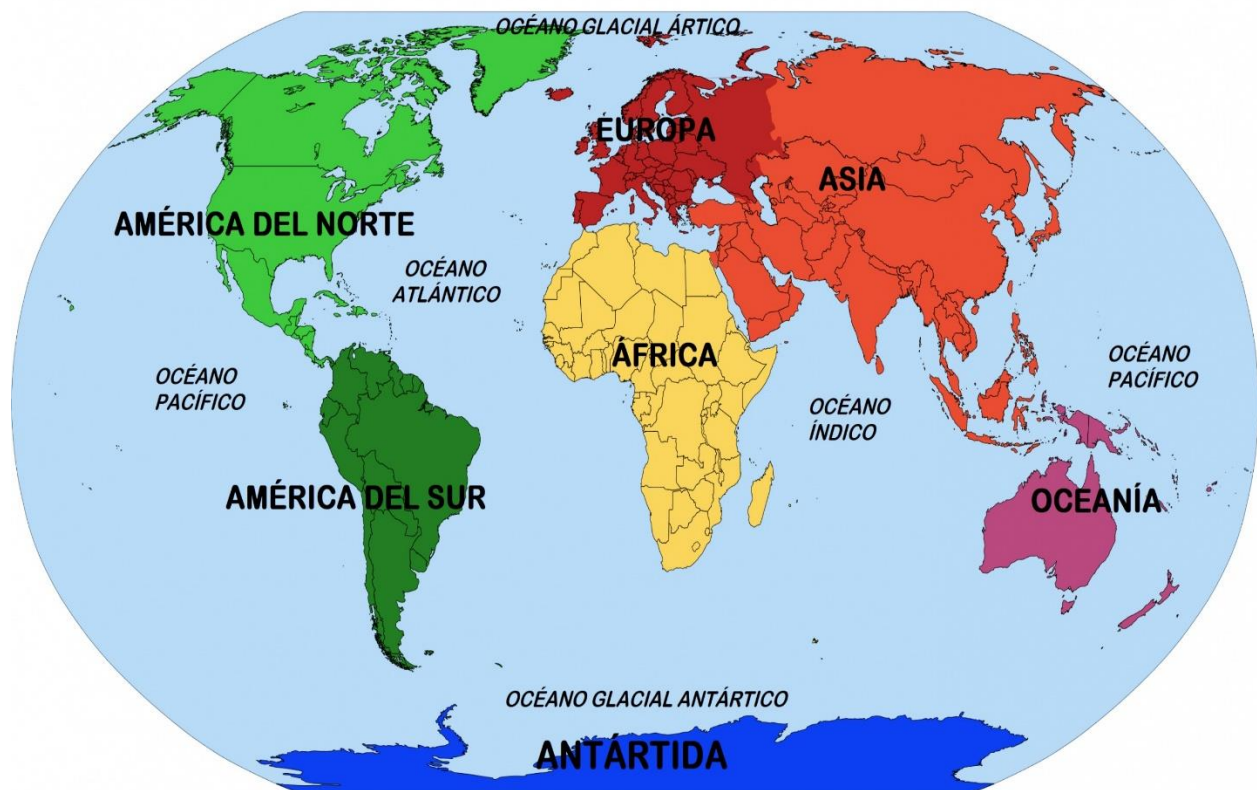 OCÉANO GLACIAL ÁRTICO
EUROPA
ASIA
AMÉRICA DEL NORTE
OCÉANO
ATLÁNTICO
ÁFRICA
OCÉANO
PACÍFICO
OCÉANO
PACÍFICO
OCÉANO
ÍNDICO
AMÉRICA DEL SUR
OCEANÍA
OCÉANO GLACIAL ANTÁRTICO
ANTÁRTIDA